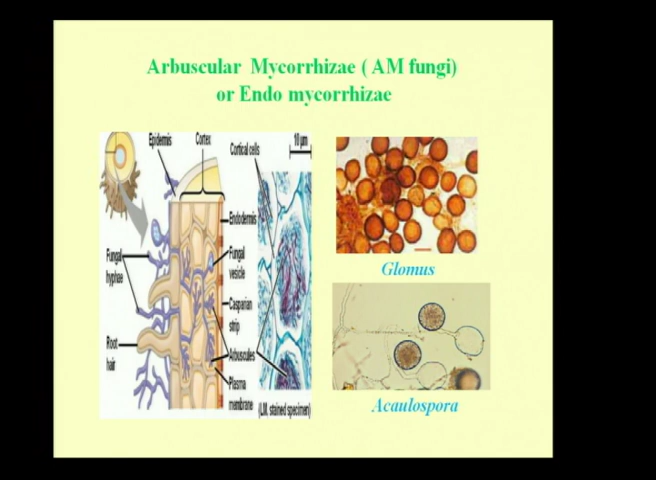 Arbuscular Mycorrhizae ( AM fungi)
or Endo mycorrhizae
Epidermis
Cortex
Cortical cells
10 µm
Endodermis
Fungal
hyphae
Fungal
vesicle
Casparian
strip
Root
hair
Arbuscules
Plasma
membrane
(LM, stained specimen)
Glomus
Acaulospora